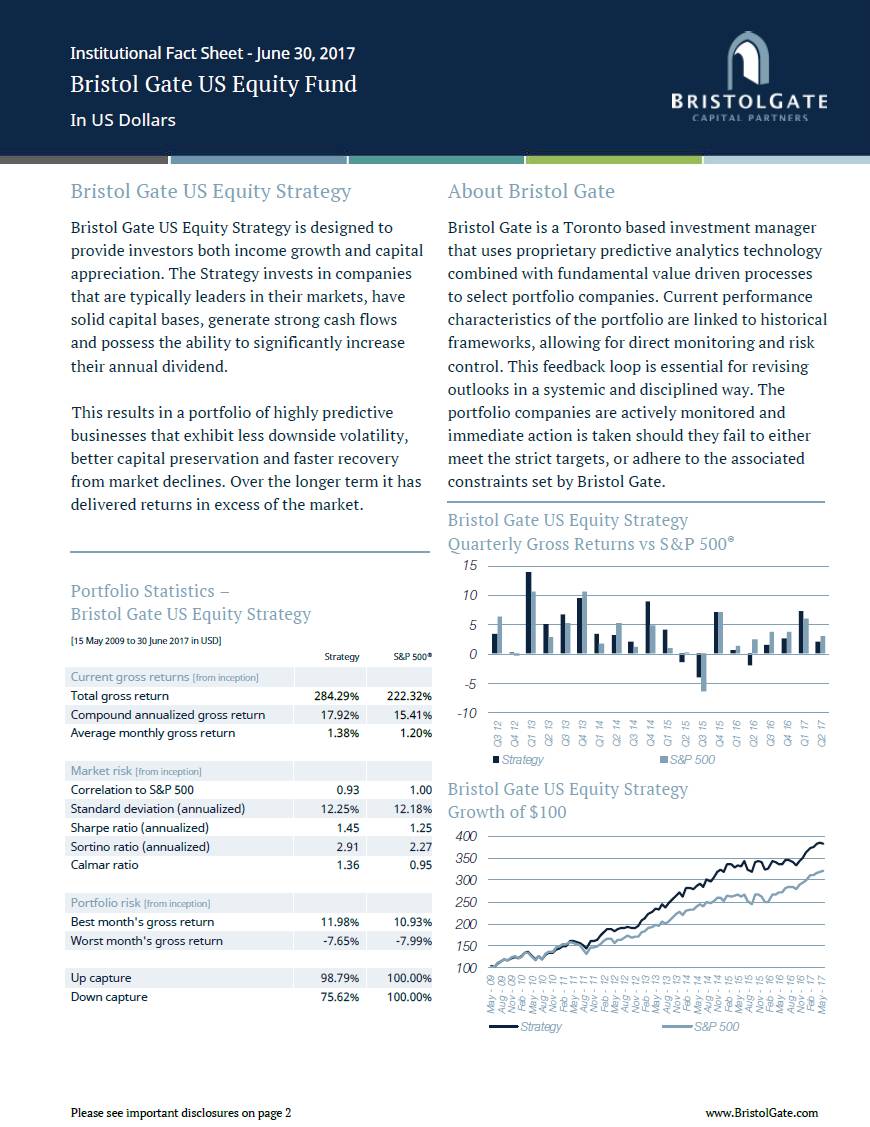 Institutional Fact Sheet - June 30, 2017
Bristol Gate US Equity Fund
In US Dollars
BRISTOLGATE
CAPITAL PARTNERS
Bristol Gate US Equity Strategy
Bristol Gate US Equity Strategy is designed to
provide investors both income growth and capital
appreciation. The Strategy invests in companies
that are typically leaders in their markets, have
solid capital bases, generate strong cash flows
and possess the ability to significantly increase
their annual dividend.
This results in a portfolio of highly predictive
businesses that exhibit less downside volatility,
better capital preservation and faster recovery
from market declines. Over the longer term it has
delivered returns in excess of the market.
Portfolio Statistics –
Bristol Gate US Equity Strategy
[15 May 2009 to 30 June 2017 in USD]
Strategy S&P 500®
Current gross returns [from inception]
Total gross return 284.29% 222.32%
Compound annualized gross return 17.92% 15.41%
Average monthly gross return 1.38% 1.20%
Market risk [from inception]
Correlation to S&P 500 0.93 1.00
Standard deviation (annualized) 12.25% 12.18%
Sharpe ratio (annualized) 1.45 1.25
Sortino ratio (annualized) 2.91 2.27
Calmar ratio 1.36 0.95
Portfolio risk [from inception]
Best month's gross return 11.98% 10.93%
Worst month's gross return -7.65% -7.99%
Up capture 98.79% 100.00%
Down capture 75.62% 100.00%
About Bristol Gate
Bristol Gate is a Toronto based investment manager
that uses proprietary predictive analytics technology
combined with fundamental value driven processes
to select portfolio companies. Current performance
characteristics of the portfolio are linked to historical
frameworks, allowing for direct monitoring and risk
control. This feedback loop is essential for revising
outlooks in a systemic and disciplined way. The
portfolio companies are actively monitored and
immediate action is taken should they fail to either
meet the strict targets, or adhere to the associated
constraints set by Bristol Gate.
Bristol Gate US Equity Strategy
Quarterly Gross Returns vs S&P 500®
15
10
5
0
-5
-10
Q3 12 Q4 12 Q1 13 Q2 13 Q3 13 Q4 13 Q1 14 Q2 14 Q3 14 Q4 14 Q1 15 Q2 15 Q3 15 Q4 15 Q1 16 Q2 16 Q3 16 Q4 16 Q1 17 Q2 17
Strategy S&P 500
Bristol Gate US Equity Strategy
Growth of $100
400
350
300
250
200
150
100
May - 09 Aug - 09 Nov - 09 Feb - 10 May - 10 Aug - 10 Nov - 10 Feb - 11 May - 11 Aug - 11 Nov - 11 Feb - 12 May - 12 Aug - 12 Nov - 12 Feb - 13 May - 13 Aug - 13 Nov - 13 Feb - 14 May - 14 Aug - 14 Nov - 14 Feb - 15 May - 15 Aug - 15 Nov - 15 Feb - 16 May - 16 Aug - 16 Nov - 16 Feb - 17 May - 17
Strategy S&P 500
Please see important disclosures on page 2
www.BristolGate.com